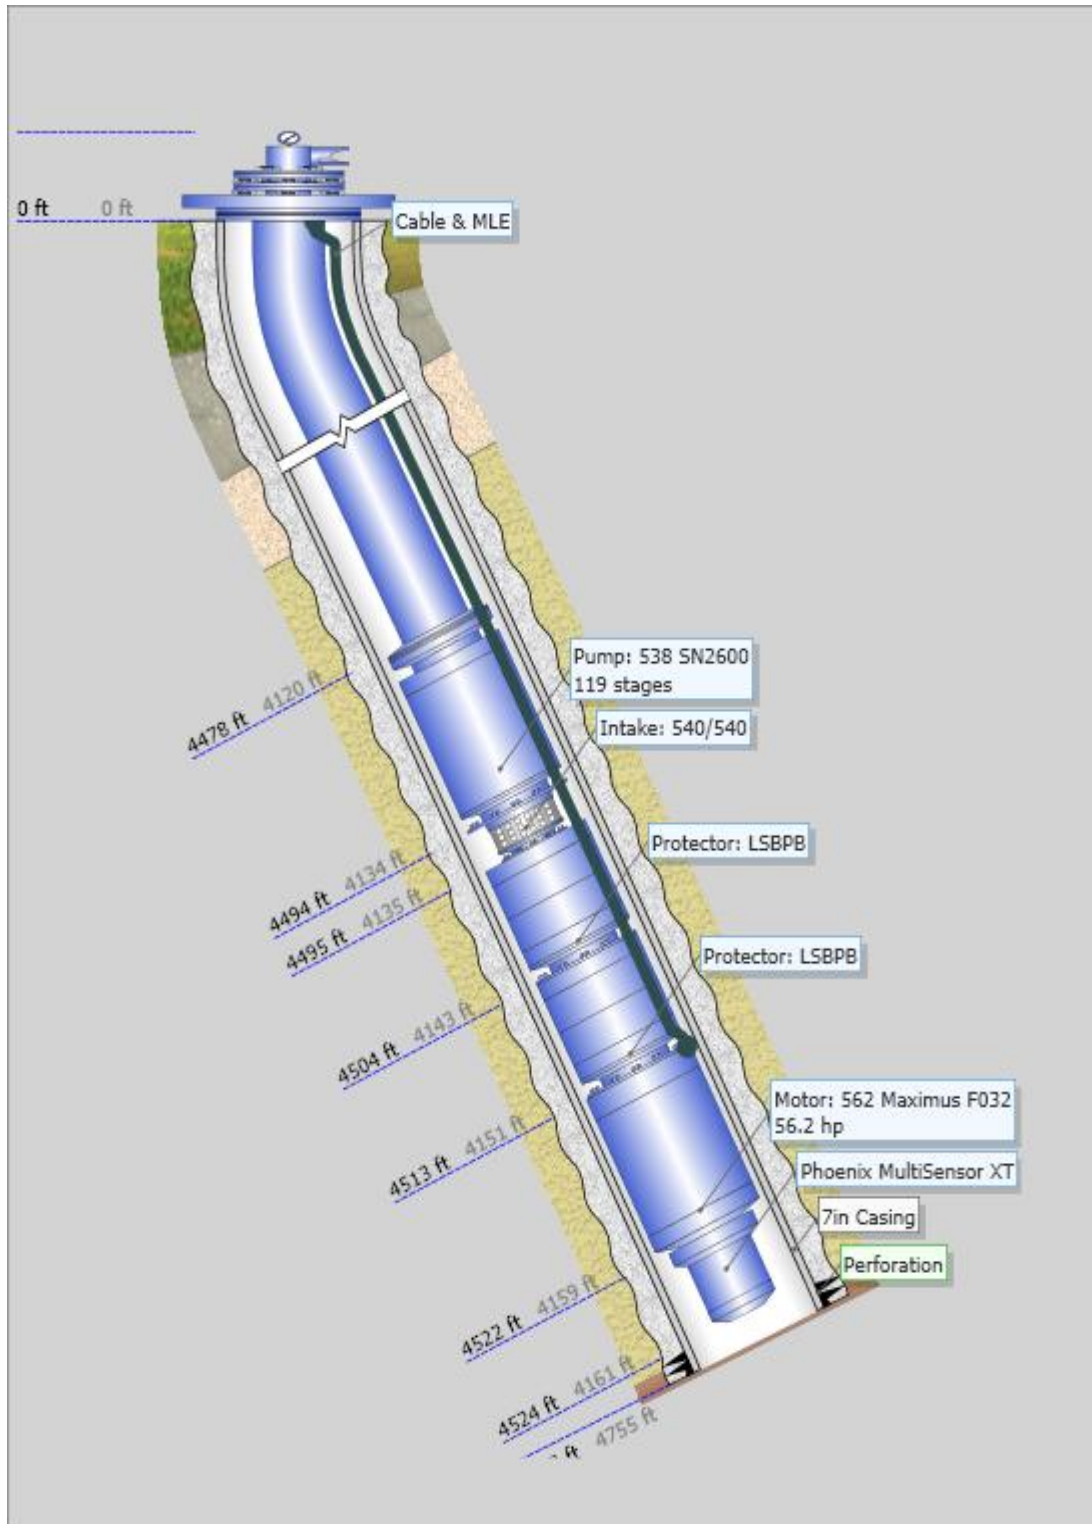 0 ft 0 ft
Cable & MLE
Pump: 538 SN2600
119 stages
Intake: 540/540
4478 ft 4120 ft
Protector: LSBPB
4494 ft 4134 ft
4495 ft 4135 ft
Protector: LSBPB
4504 ft 4143 ft
Motor: 562 Maximus F032
56.2 hp
4513 ft 4151 ft
Phoenix MultiSensor XT
7in Casing
Perforation
4522 ft 4159 ft
4524 ft 4161 ft
ft 4755 ft